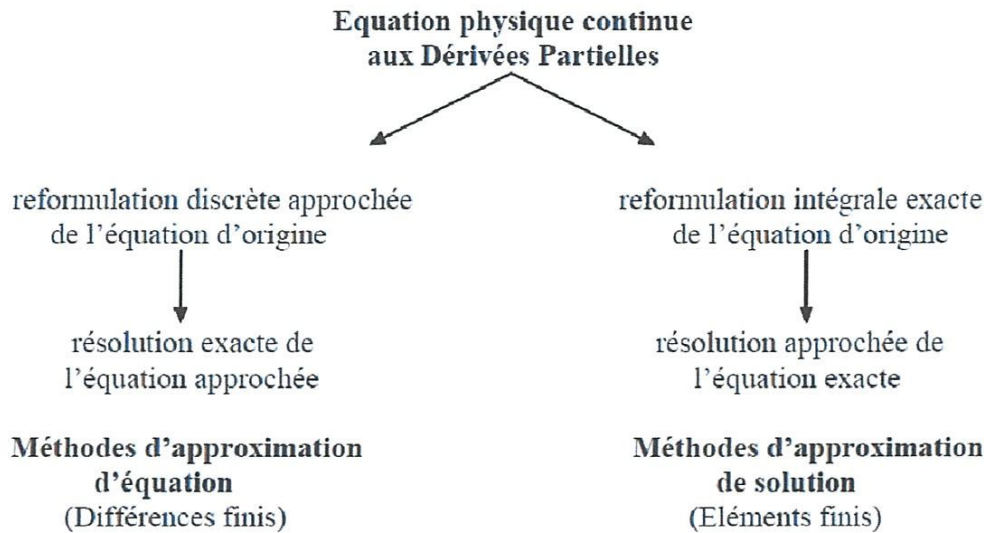 Equation physique continue
aux Dérivées Partielles
reformulation discrète approchée
de l’équation d’origine
résolution exacte de
l’équation approchée
Méthodes d’approximation
d’équation
(Différences finis)
reformulation intégrale exacte
de l’équation d’origine
résolution approchée de
l’équation exacte
Méthodes d’approximation
de solution
(Eléments finis)